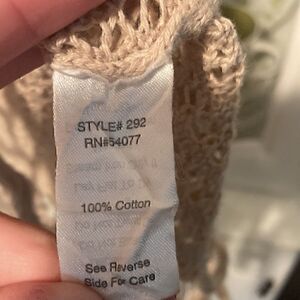 STYLE# 292
RN#54077
100% Cotton
See Reverse
Side For Care